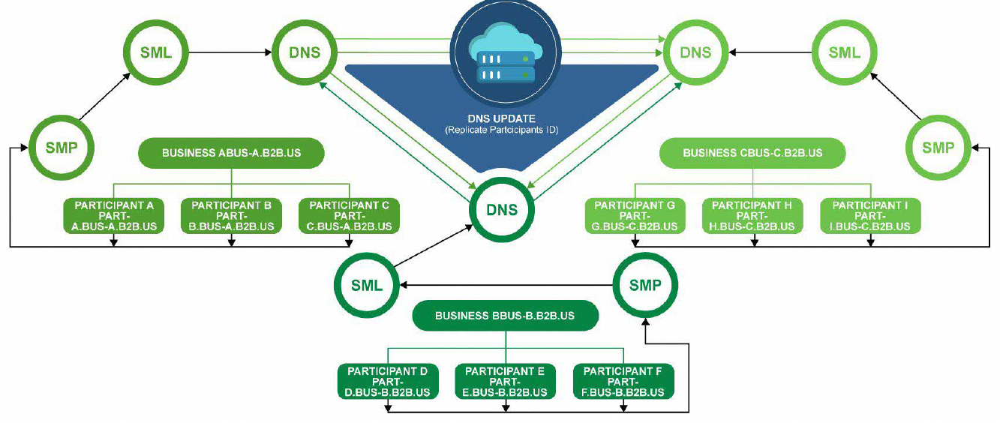 SML
DNS
DNS
SML
DNS UPDATE
(Replicate Partcicipants ID)
SMP
SMP
BUSINESS ABUS-A.B2B.US
BUSINESS CBUS-C.B2B.US
PARTICIPANT A
PART-
A.BUS-A.B2B.US
PARTICIPANT B
PART-
B.BUS-A.B2B.US
PARTICIPANT C
PART-
C.BUS-A.B2B.US
DNS
PARTICIPANT G
PART-
G.BUS-C.B2B.US
PARTICIPANT H
PART-
H.BUS-C.B2B.US
PARTICIPANT I
PART-
I.BUS-C.B2B.US
SML
SMP
BUSINESS BBUS-B.B2B.US
PARTICIPANT D
PART-
D.BUS-B.B2B.US
PARTICIPANT E
PART-
E.BUS-B.B2B.US
PARTICIPANT F
PART-
F.BUS-B.B2B.US